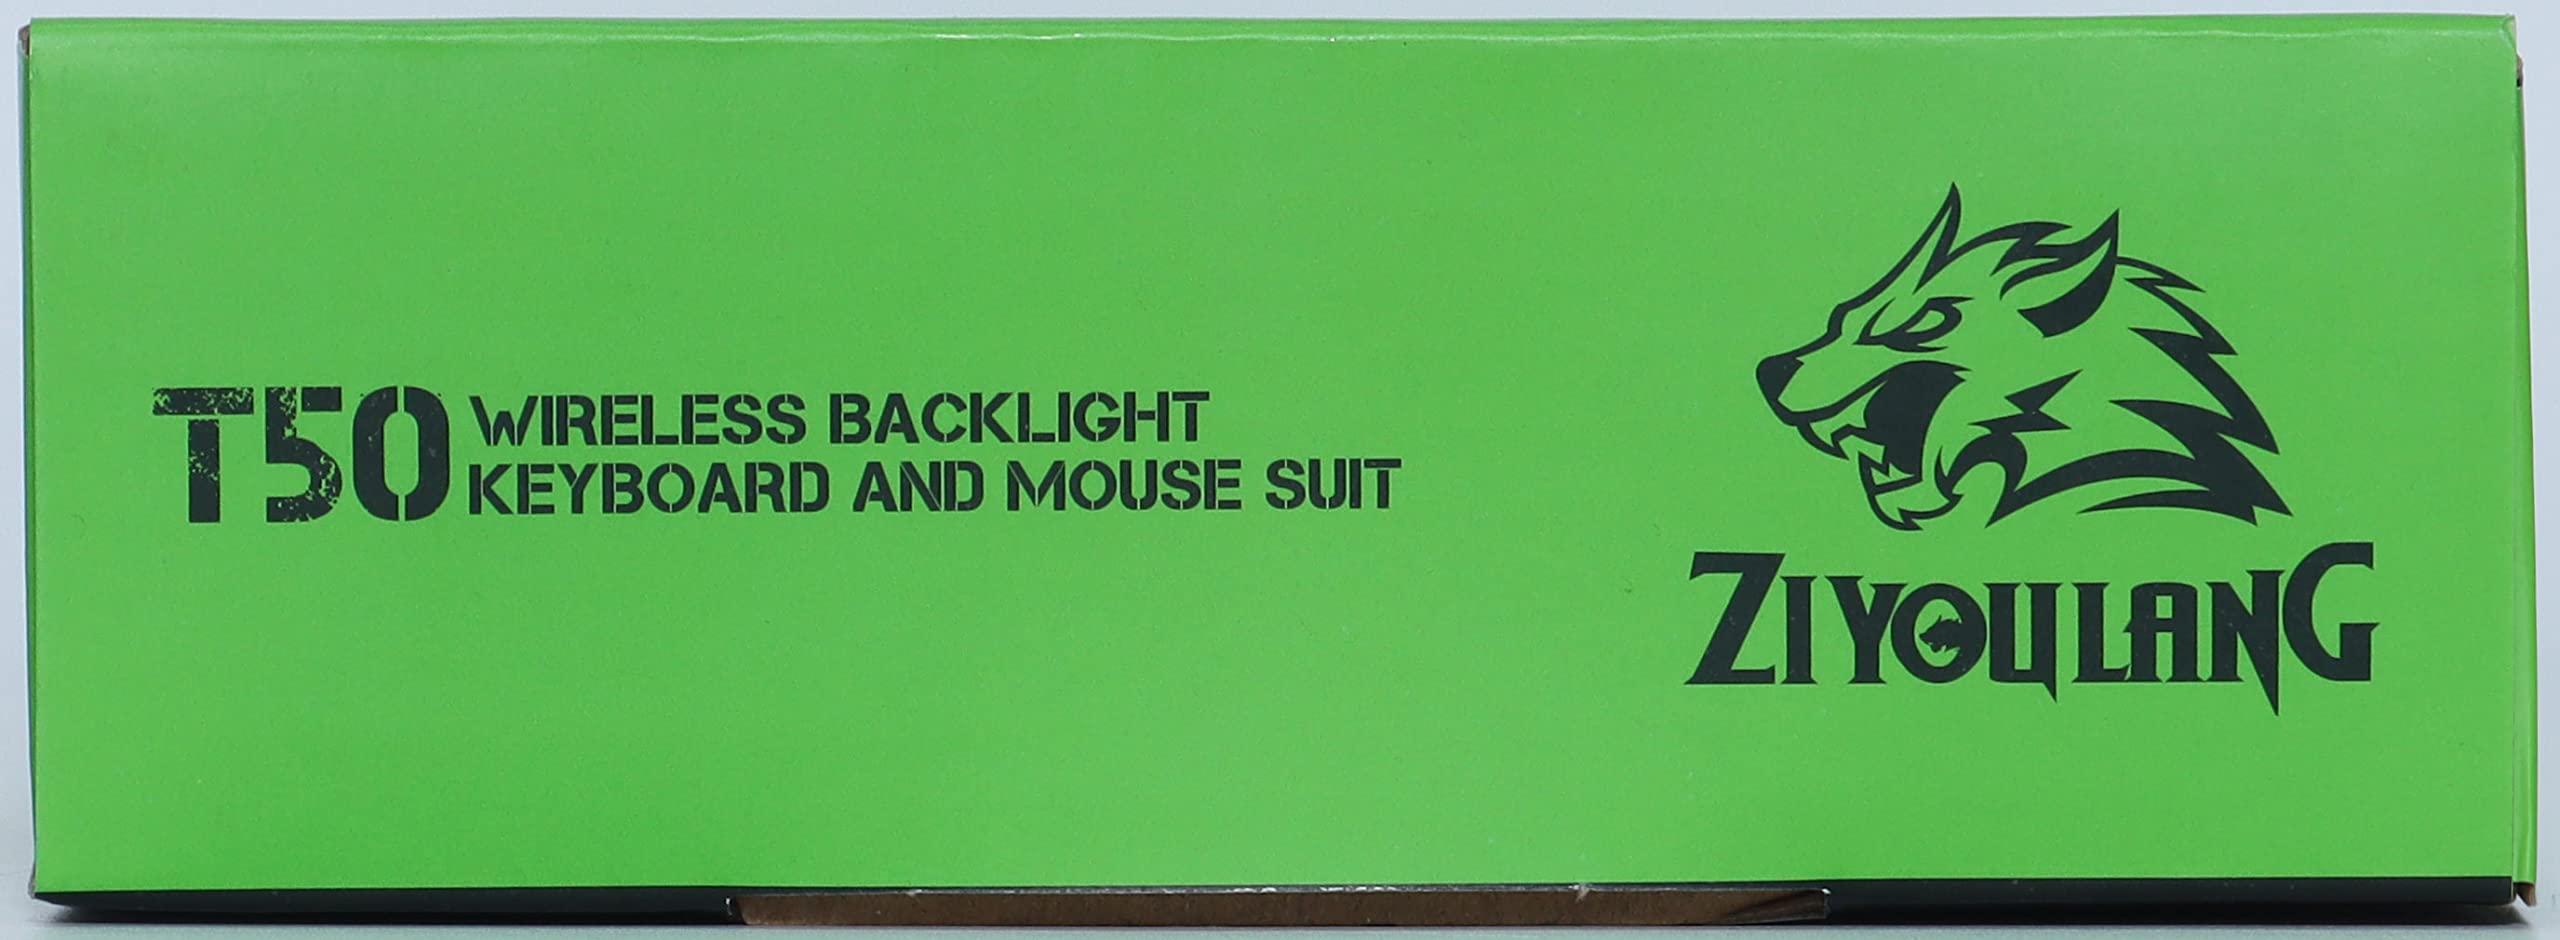 T50 WIRELESS BACKLIGHT
KEYBOARD AND MOUSE SUIT
ZIYOULANG